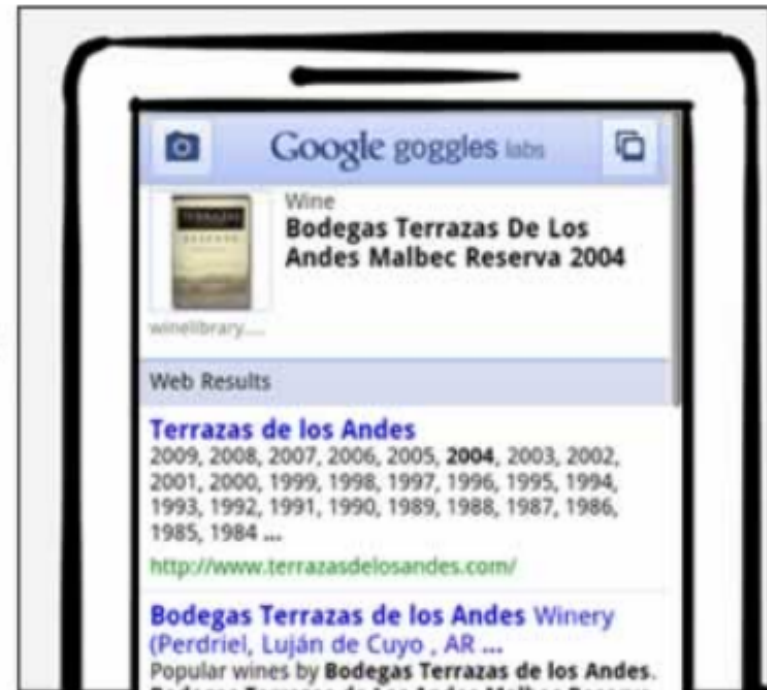 Google goggles labs
Wine
Bodegas Terrazas De Los
Andes Malbec Reserva 2004
winelibrary....
Web Results
Terrazas de los Andes
2009, 2008, 2007, 2006, 2005, 2004, 2003, 2002,
2001, 2000, 1999, 1998, 1997, 1996, 1995, 1994,
1993, 1992, 1991, 1990, 1989, 1988, 1987, 1986,
1985, 1984 ...
http://www.terrazasdelosandes.com/
Bodegas Terrazas de los Andes Winery
(Perdriel, Luján de Cuyo , AR ...
Popular wines by Bodegas Terrazas de los Andes.